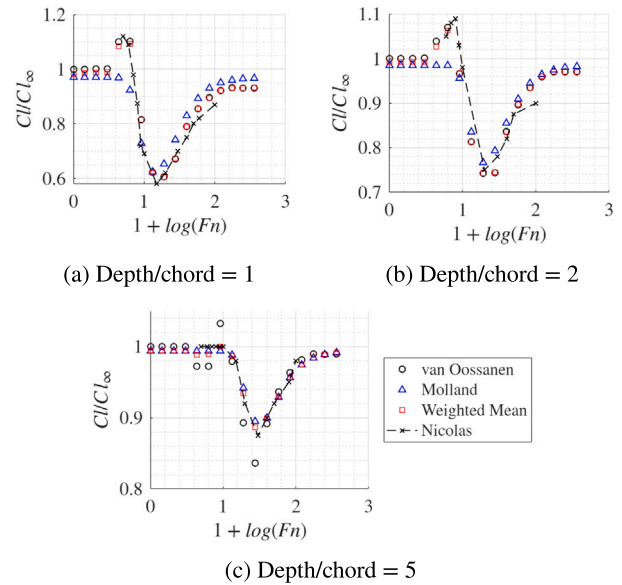 1.2
1
0.8
0.6
Cl/Cl∞
0 1 2 3
1 + log(Fn)
(a) Depth/chord = 1
1.1
1
0.9
0.8
0.7
Cl/Cl∞
0 1 2 3
1 + log(Fn)
(b) Depth/chord = 2
1
0.9
0.8
Cl/Cl∞
0 1 2 3
1 + log(Fn)
van Oossanen
Molland
Weighted Mean
Nicolas
(c) Depth/chord = 5